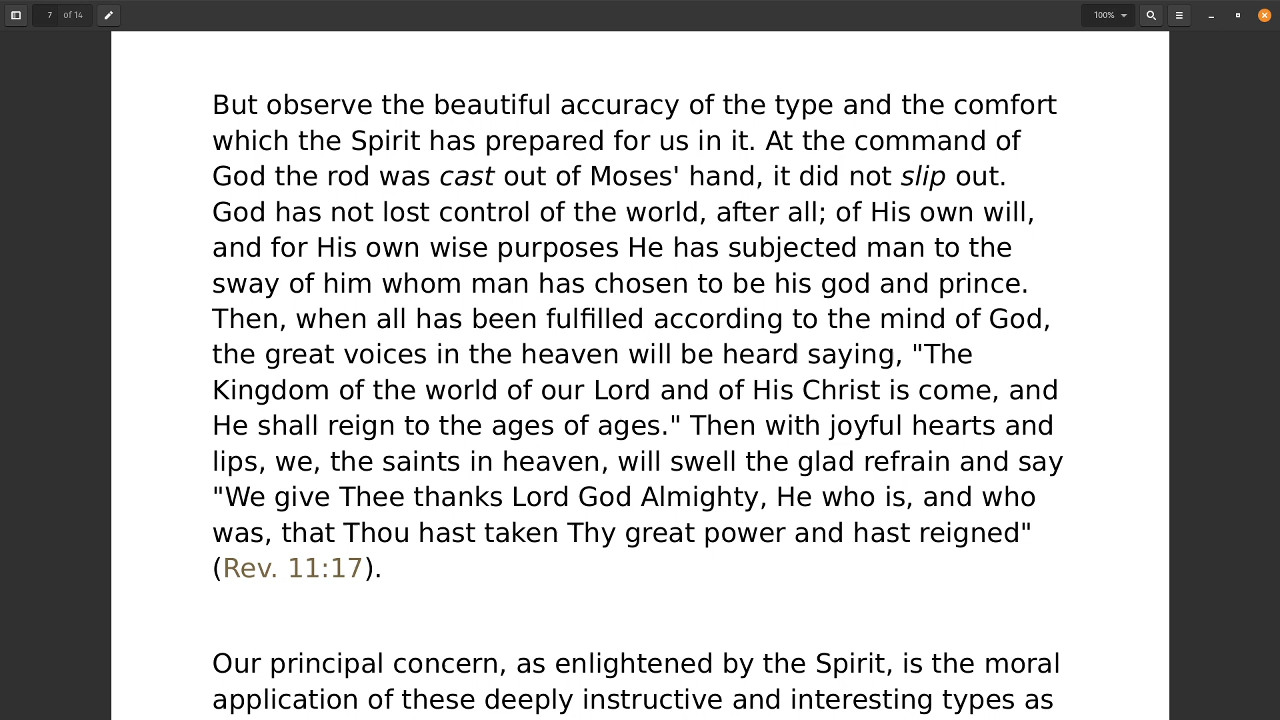 7 of 14
100%
But observe the beautiful accuracy of the type and the comfort
which the Spirit has prepared for us in it. At the command of
God the rod was cast out of Moses' hand, it did not slip out.
God has not lost control of the world, after all; of His own will,
and for His own wise purposes He has subjected man to the
sway of him whom man has chosen to be his god and prince.
Then, when all has been fulfilled according to the mind of God,
the great voices in the heaven will be heard saying, "The
Kingdom of the world of our Lord and of His Christ is come, and
He shall reign to the ages of ages." Then with joyful hearts and
lips, we, the saints in heaven, will swell the glad refrain and say
"We give Thee thanks Lord God Almighty, He who is, and who
was, that Thou hast taken Thy great power and hast reigned"
(Rev. 11:17).
Our principal concern, as enlightened by the Spirit, is the moral
application of these deeply instructive and interesting types as